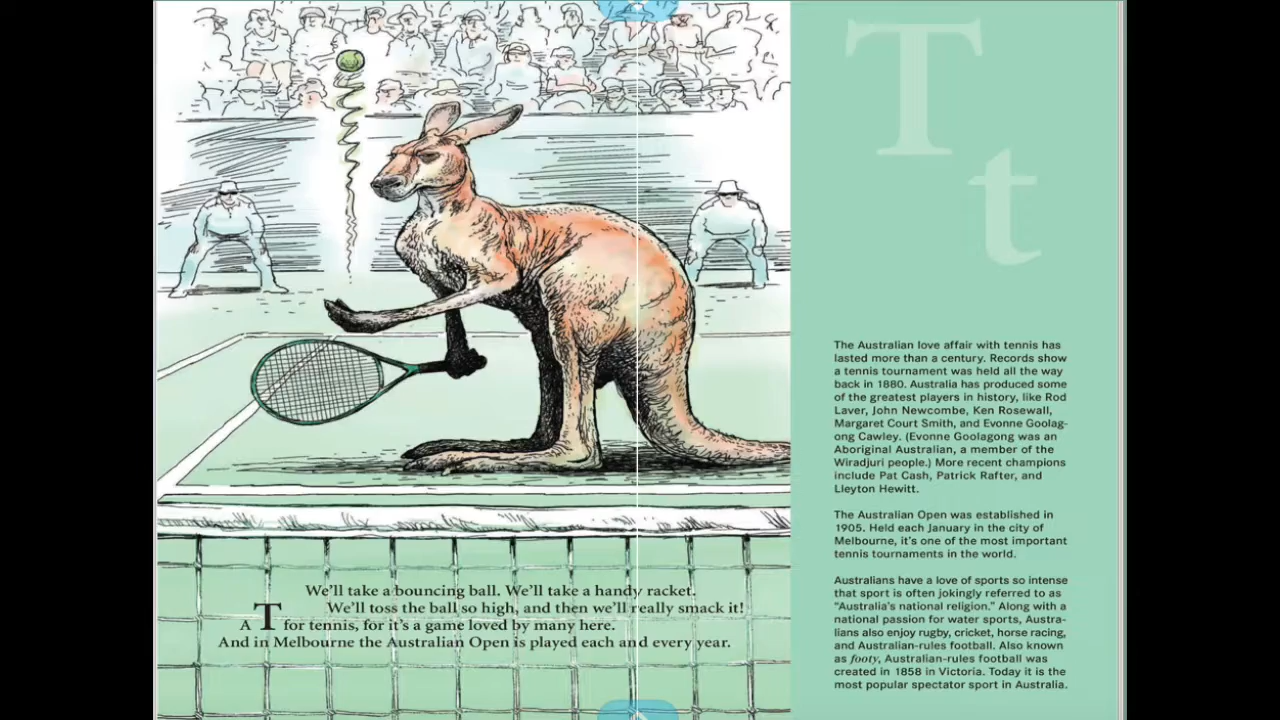 We'll take a bouncing ball. We'll take a handy racket.
We'll toss the ball so high, and then we'll really smack it!
A T for tennis, for it's a game loved by many here.
And in Melbourne the Australian Open is played each and every year.
T
t
The Australian love affair with tennis has
lasted more than a century. Records show
a tennis tournament was held all the way
back in 1880. Australia has produced some
of the greatest players in history, like Rod
Laver, John Newcombe, Ken Rosewall,
Margaret Court Smith, and Evonne Goolag-
ong Cawley. (Evonne Goolagong was an
Aboriginal Australian, a member of the
Wiradjuri people.) More recent champions
include Pat Cash, Patrick Rafter, and
Lleyton Hewitt.
The Australian Open was established in
1905. Held each January in the city of
Melbourne, it's one of the most important
tennis tournaments in the world.
Australians have a love of sports so intense
that sport is often jokingly referred to as
"Australia's national religion." Along with a
national passion for water sports, Austra-
lians also enjoy rugby, cricket, horse racing,
and Australian-rules football. Also known
as footy, Australian-rules football was
created in 1858 in Victoria. Today it is the
most popular spectator sport in Australia.